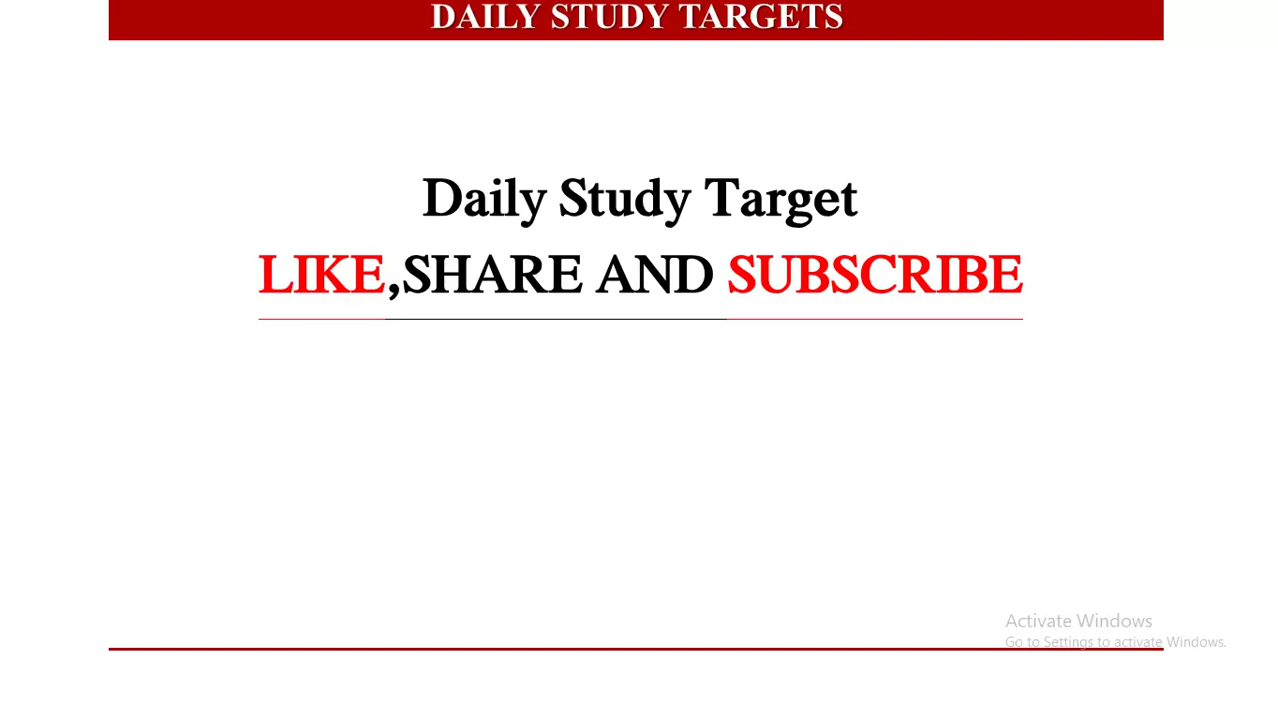 DAILY STUDY TARGETS
Daily Study Target
LIKE,SHARE AND SUBSCRIBE
Activate Windows
Go to Settings to activate Windows.